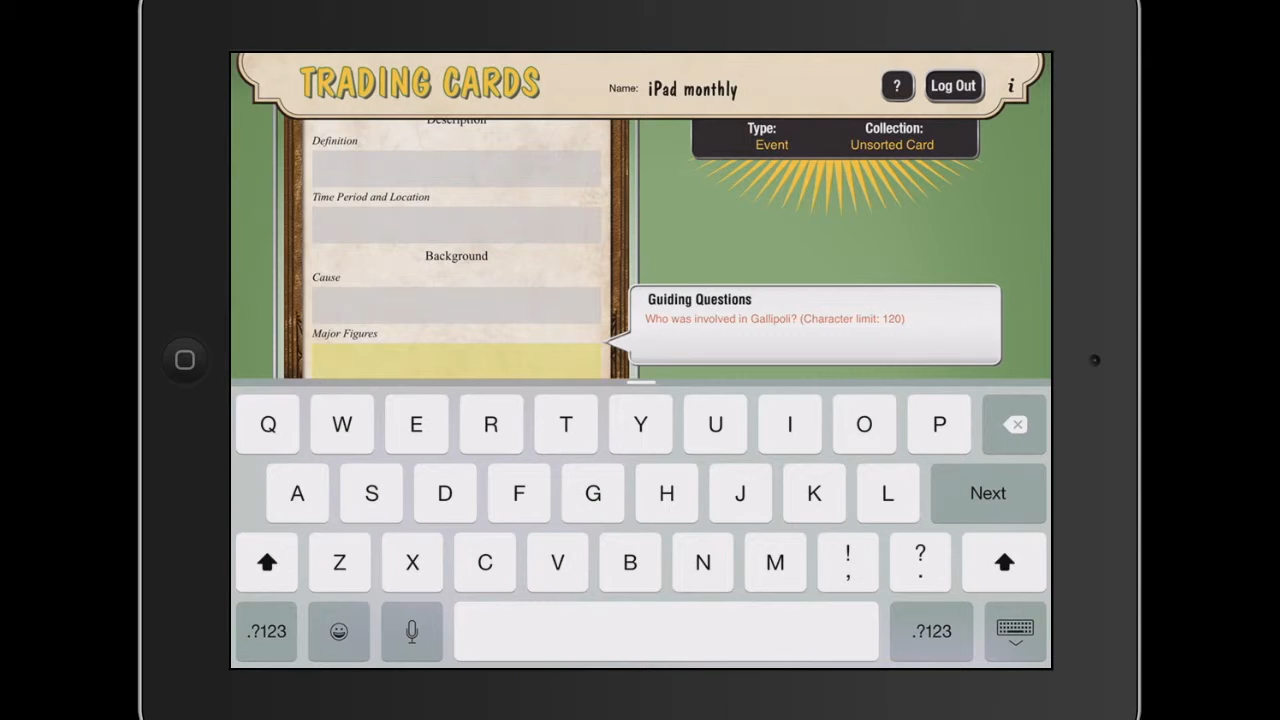 TRADING CARDS
Name: iPad monthly
? Log Out i
Description
Definition
Time Period and Location
Background
Cause
Major Figures
Type: Collection:
Event Unsorted Card
Guiding Questions
Who was involved in Gallipoli? (Character limit: 120)
Q W E R T Y U I O P
A S D F G H J K L Next
Z X C V B N M ! , ? .
.?123 .?123